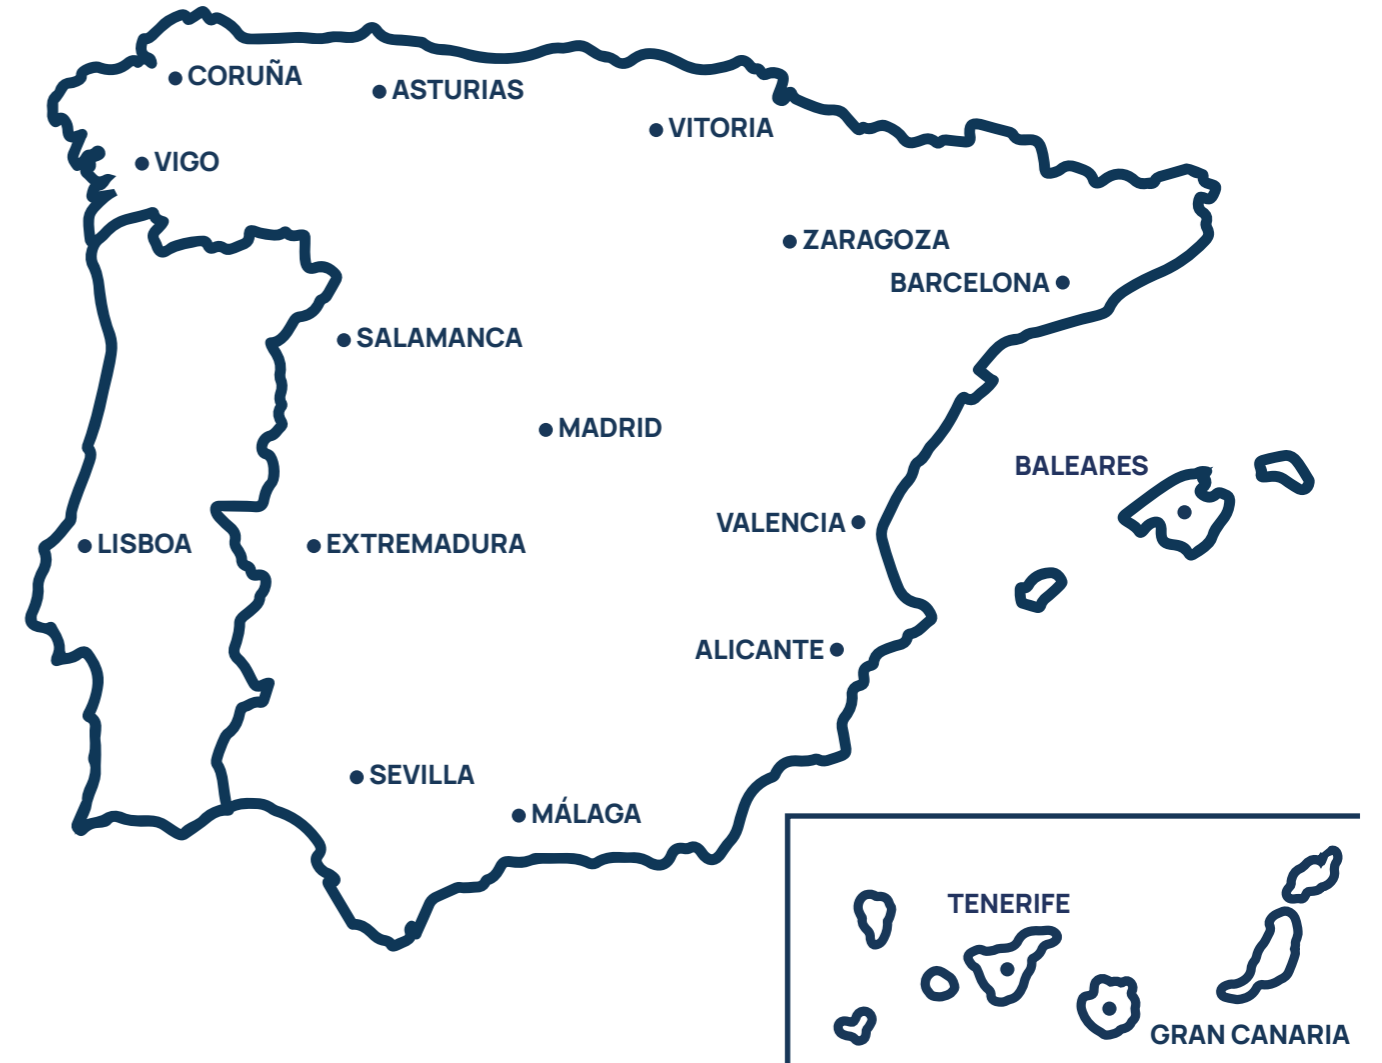 CORUÑA
ASTURIAS
VITORIA
VIGO
ZARAGOZA
BARCELONA
SALAMANCA
MADRID
BALEARES
VALENCIA
LISBOA
EXTREMADURA
ALICANTE
SEVILLA
MÁLAGA
TENERIFE
GRAN CANARIA